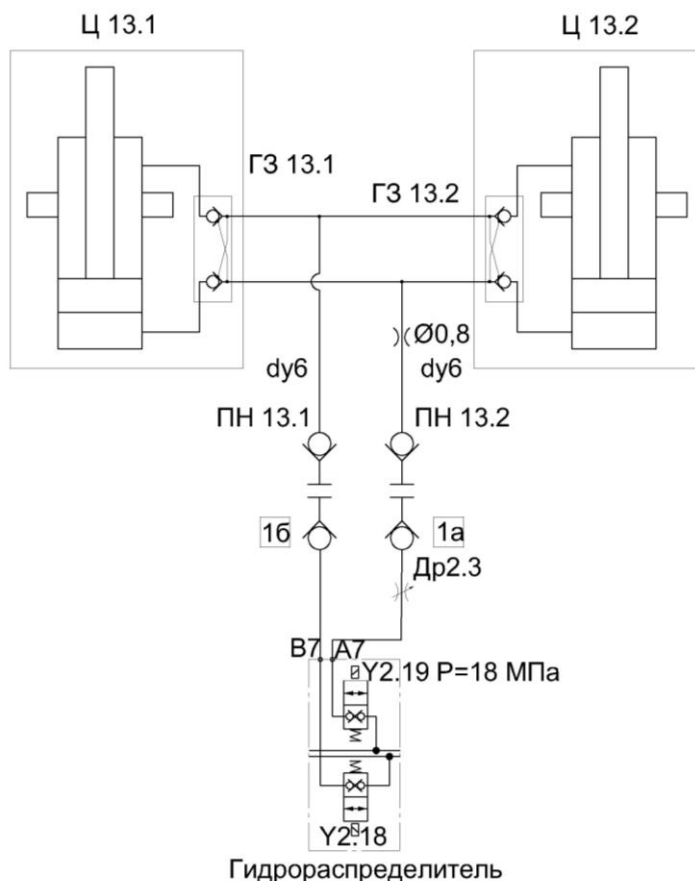 Ц 13.1
Ц 13.2
ГЗ 13.1
ГЗ 13.2
Ø0,8
dy6
dy6
ПН 13.1
ПН 13.2
1б
1а
Др2.3
В7
А7
Y2.19 Р=18 МПа
Y2.18
Гидрораспределитель